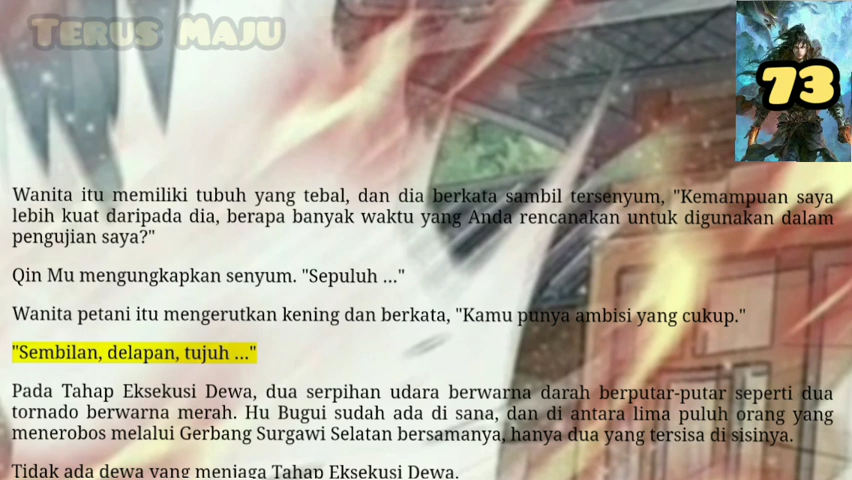 Terus Maju
73
Wanita itu memiliki tubuh yang tebal, dan dia berkata sambil tersenyum, "Kemampuan saya
lebih kuat daripada dia, berapa banyak waktu yang Anda rencanakan untuk digunakan dalam
pengujian saya?"
Qin Mu mengungkapkan senyum. "Sepuluh ..."
Wanita petani itu mengerutkan kening dan berkata, "Kamu punya ambisi yang cukup."
"Sembilan, delapan, tujuh ..."
Pada Tahap Eksekusi Dewa, dua serpihan udara berwarna darah berputar-putar seperti dua
tornado berwarna merah. Hu Bugui sudah ada di sana, dan di antara lima puluh orang yang
menerobos melalui Gerbang Surgawi Selatan bersamanya, hanya dua yang tersisa di sisinya.
Tidak ada dewa yang menjaga Tahap Eksekusi Dewa.